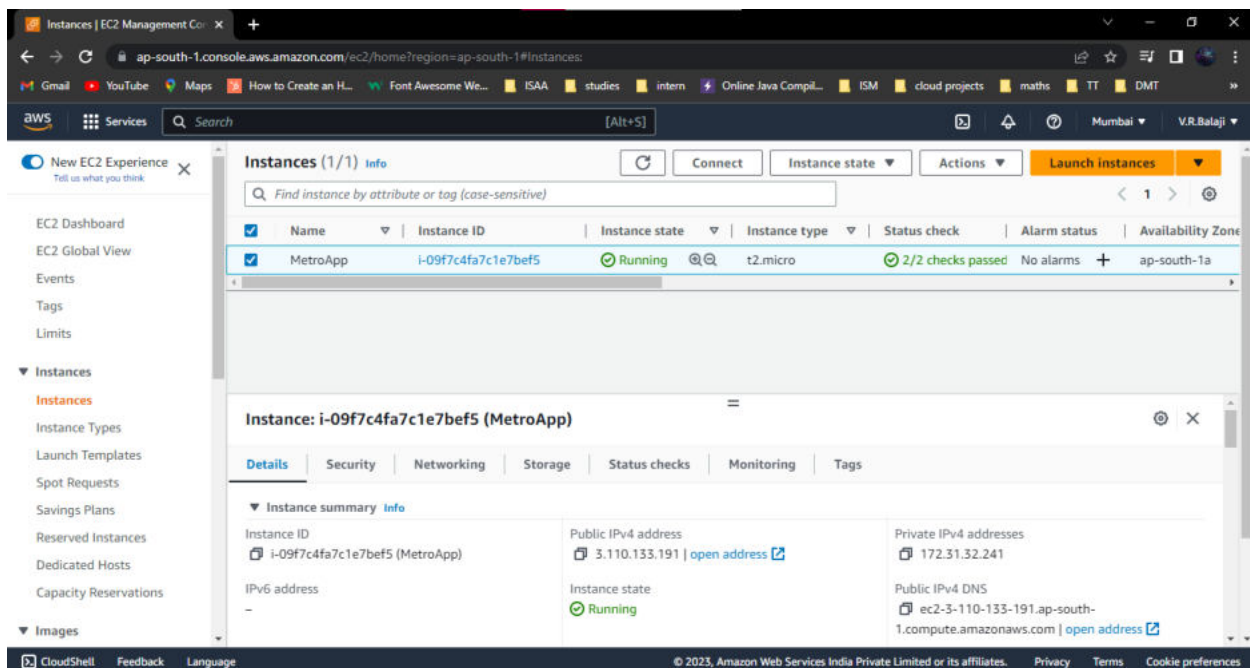 Instances | EC2 Management Co
ap-south-1.console.aws.amazon.com/ec2/home?region=ap-south-1#Instances:
Gmail YouTube Maps How to Create an H... Font Awesome We... ISAA studies intern Online Java Compil... ISM cloud projects maths TT DMT »
aws Services Search [Alt+S] Mumbai V.R.Balaji
New EC2 Experience
Tell us what you think
EC2 Dashboard
EC2 Global View
Events
Tags
Limits
Instances
Instances
Instance Types
Launch Templates
Spot Requests
Savings Plans
Reserved Instances
Dedicated Hosts
Capacity Reservations
Images
Instances (1/1) Info Connect Instance state Actions Launch instances
Find instance by attribute or tag (case-sensitive) < 1 >
Name Instance ID Instance state Instance type Status check Alarm status Availability Zone
MetroApp i-09f7c4fa7c1e7bef5 Running t2.micro 2/2 checks passed No alarms + ap-south-1a
Instance: i-09f7c4fa7c1e7bef5 (MetroApp)
Details Security Networking Storage Status checks Monitoring Tags
Instance summary Info
Instance ID Public IPv4 address Private IPv4 addresses
i-09f7c4fa7c1e7bef5 (MetroApp) 3.110.133.191 | open address 172.31.32.241
IPv6 address Instance state Public IPv4 DNS
– Running ec2-3-110-133-191.ap-south-
1.compute.amazonaws.com | open address
CloudShell Feedback Language © 2023, Amazon Web Services India Private Limited or its affiliates. Privacy Terms Cookie preferences